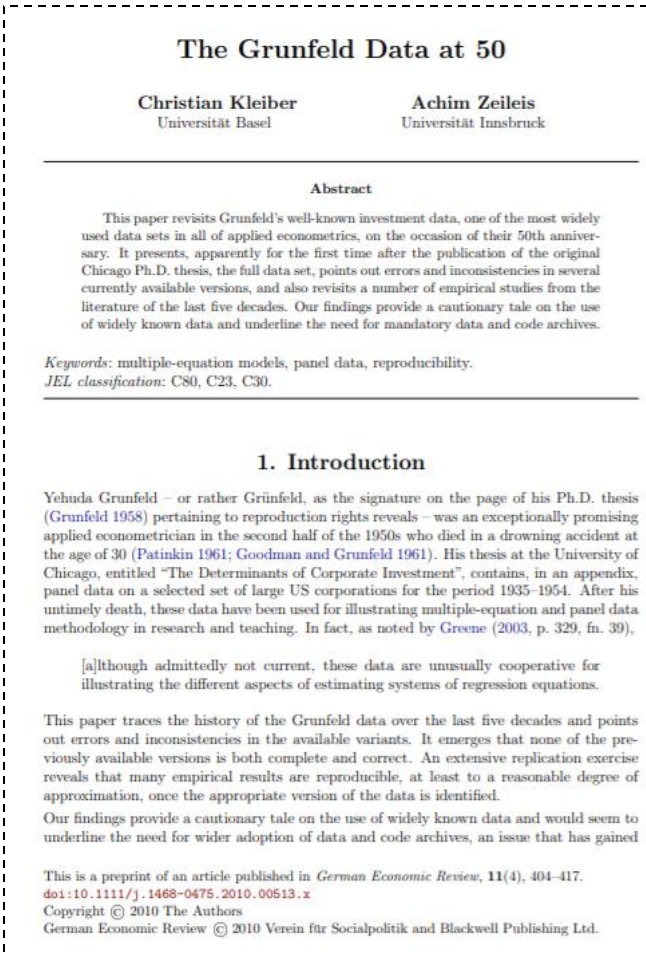 The Grunfeld Data at 50
Christian Kleiber
Universität Basel
Achim Zeileis
Universität Innsbruck
Abstract
This paper revisits Grunfeld's well-known investment data, one of the most widely
used data sets in all of applied econometrics, on the occasion of their 50th anniver-
sary. It presents, apparently for the first time after the publication of the original
Chicago Ph.D. thesis, the full data set, points out errors and inconsistencies in several
currently available versions, and also revisits a number of empirical studies from the
literature of the last five decades. Our findings provide a cautionary tale on the use
of widely known data and underline the need for mandatory data and code archives.
Keywords: multiple-equation models, panel data, reproducibility.
JEL classification: C80, C23, C30.
1. Introduction
Yehuda Grunfeld – or rather Grünfeld, as the signature on the page of his Ph.D. thesis
(Grunfeld 1958) pertaining to reproduction rights reveals – was an exceptionally promising
applied econometrician in the second half of the 1950s who died in a drowning accident at
the age of 30 (Patinkin 1961; Goodman and Grunfeld 1961). His thesis at the University of
Chicago, entitled "The Determinants of Corporate Investment", contains, in an appendix,
panel data on a selected set of large US corporations for the period 1935–1954. After his
untimely death, these data have been used for illustrating multiple-equation and panel data
methodology in research and teaching. In fact, as noted by Greene (2003, p. 329, fn. 39),
[a]lthough admittedly not current, these data are unusually cooperative for
illustrating the different aspects of estimating systems of regression equations.
This paper traces the history of the Grunfeld data over the last five decades and points
out errors and inconsistencies in the available variants. It emerges that none of the pre-
viously available versions is both complete and correct. An extensive replication exercise
reveals that many empirical results are reproducible, at least to a reasonable degree of
approximation, once the appropriate version of the data is identified.
Our findings provide a cautionary tale on the use of widely known data and would seem to
underline the need for wider adoption of data and code archives, an issue that has gained
This is a preprint of an article published in German Economic Review, 11(4), 404–417.
doi:10.1111/j.1468-0475.2010.00513.x
Copyright © 2010 The Authors
German Economic Review © 2010 Verein für Socialpolitik and Blackwell Publishing Ltd.